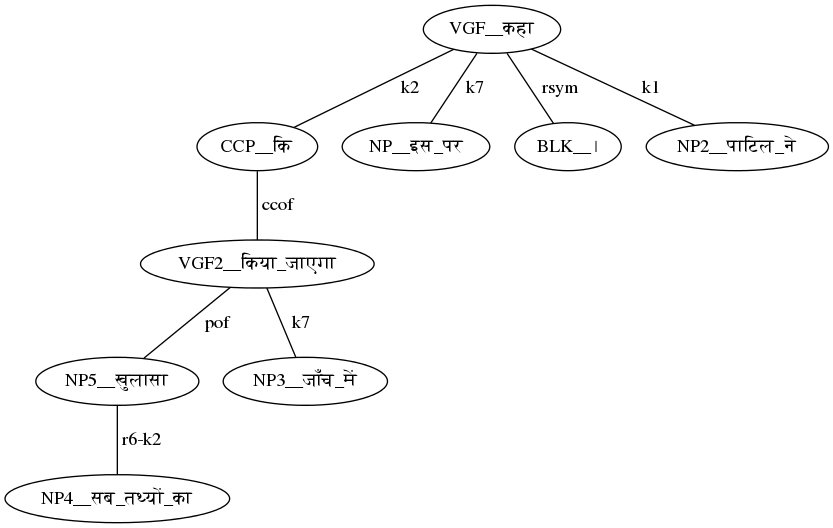 VGF__कहा
k2
k7
rsym
k1
CCP__कि
NP__इस_पर
BLK__।
NP2__पाटिल_ने
ccof
VGF2__किया_जाएगा
pof
k7
NP5__खुलासा
NP3__जाँच_में
r6-k2
NP4__सब_तथ्यों_का